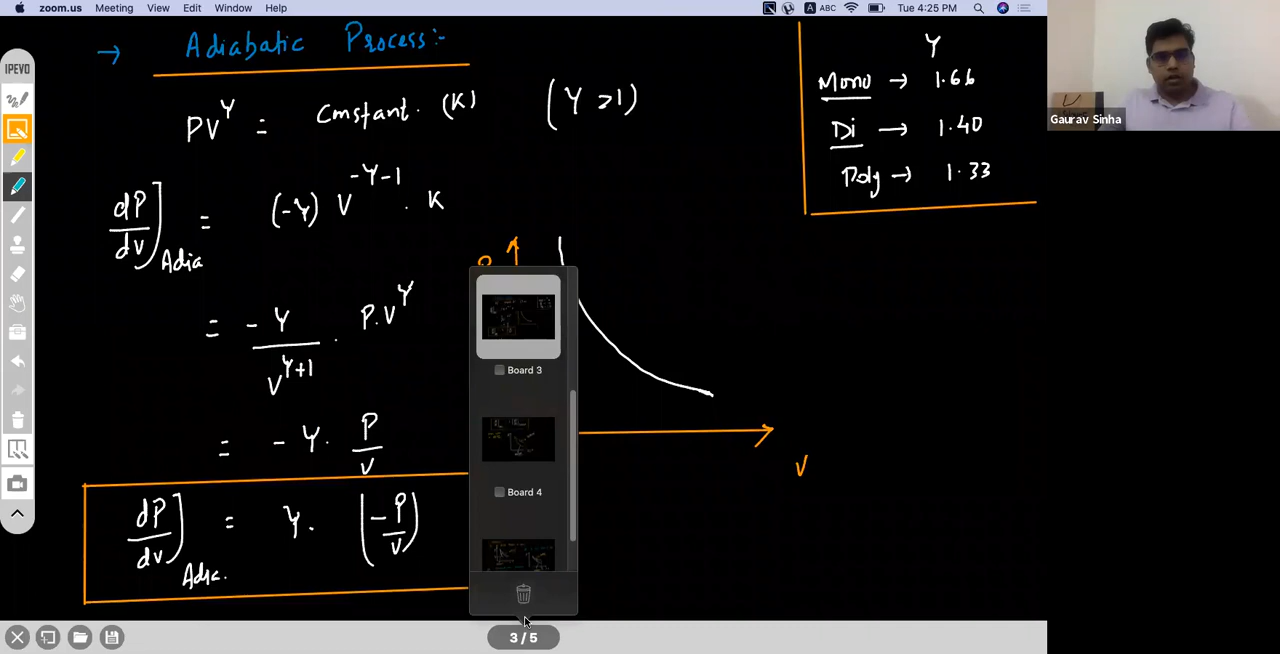 zoom.us Meeting View Edit Window Help
A ABC Tue 4:25 PM
IPEVO
→ Adiabatic Process:-
PV^γ = Constant. (K) (γ >1)
dP/dv]Adia = (-γ) V^-γ-1 . K
= -γ/V^γ+1 . P.V^γ
= - γ. P/V
dP/dv]Adia. = γ. (-P/V)
γ
Mono → 1.66
Di → 1.40
Poly → 1.33
Gaurav Sinha
V
Board 3
Board 4
3 / 5